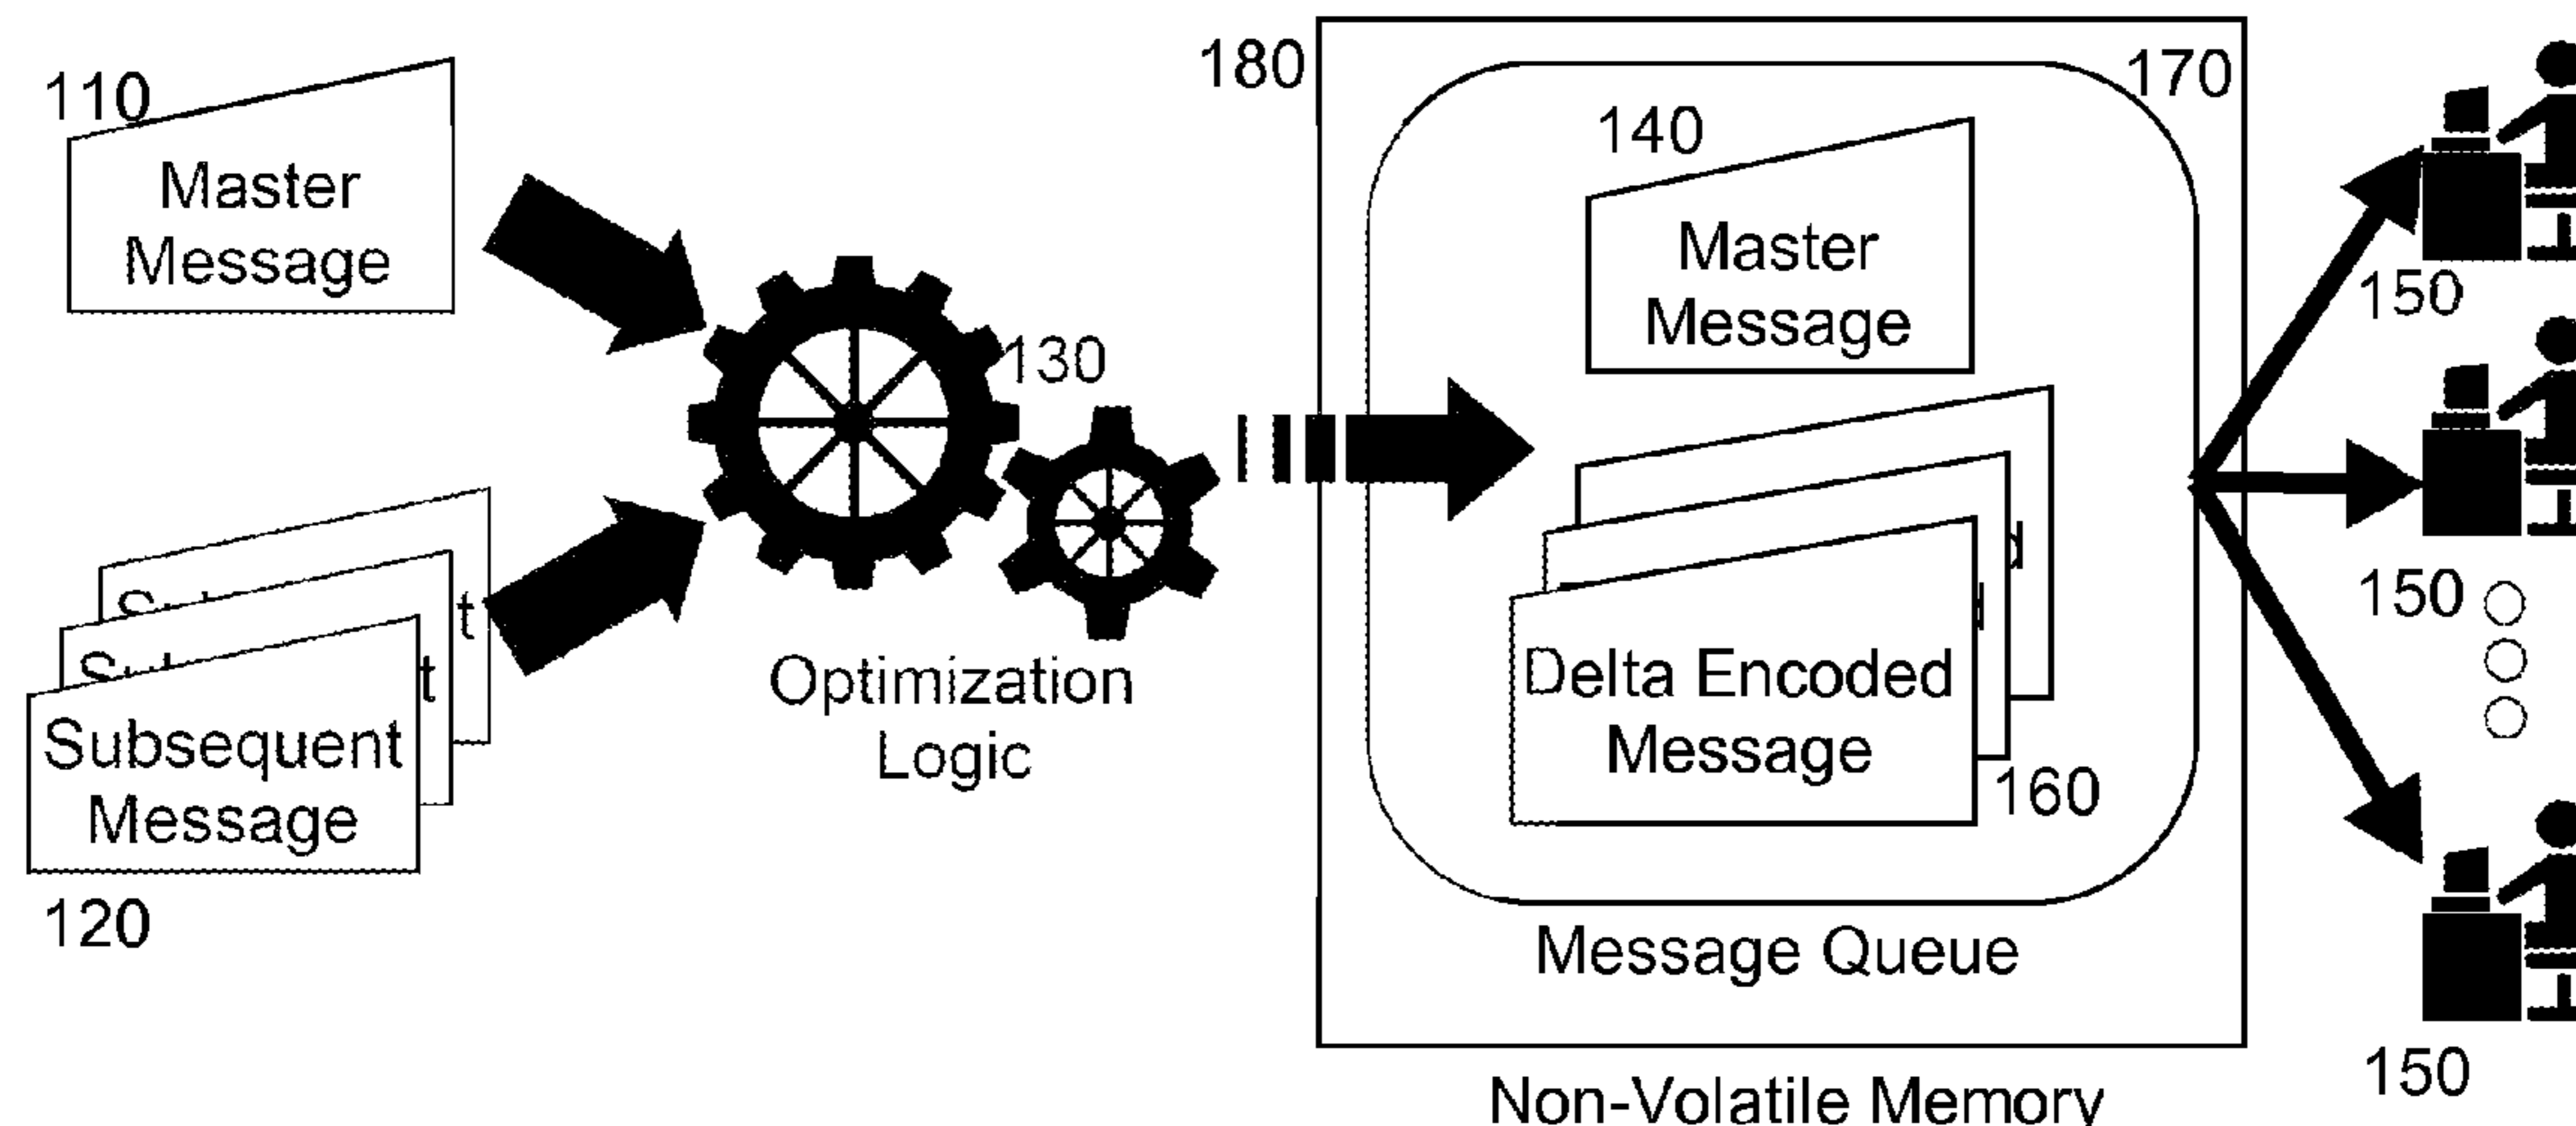 110
Master
Message
Subsequent
Message
120
130
Optimization
Logic
180
170
140
Master
Message
Delta Encoded
Message
160
Message Queue
Non-Volatile Memory
150
150
150